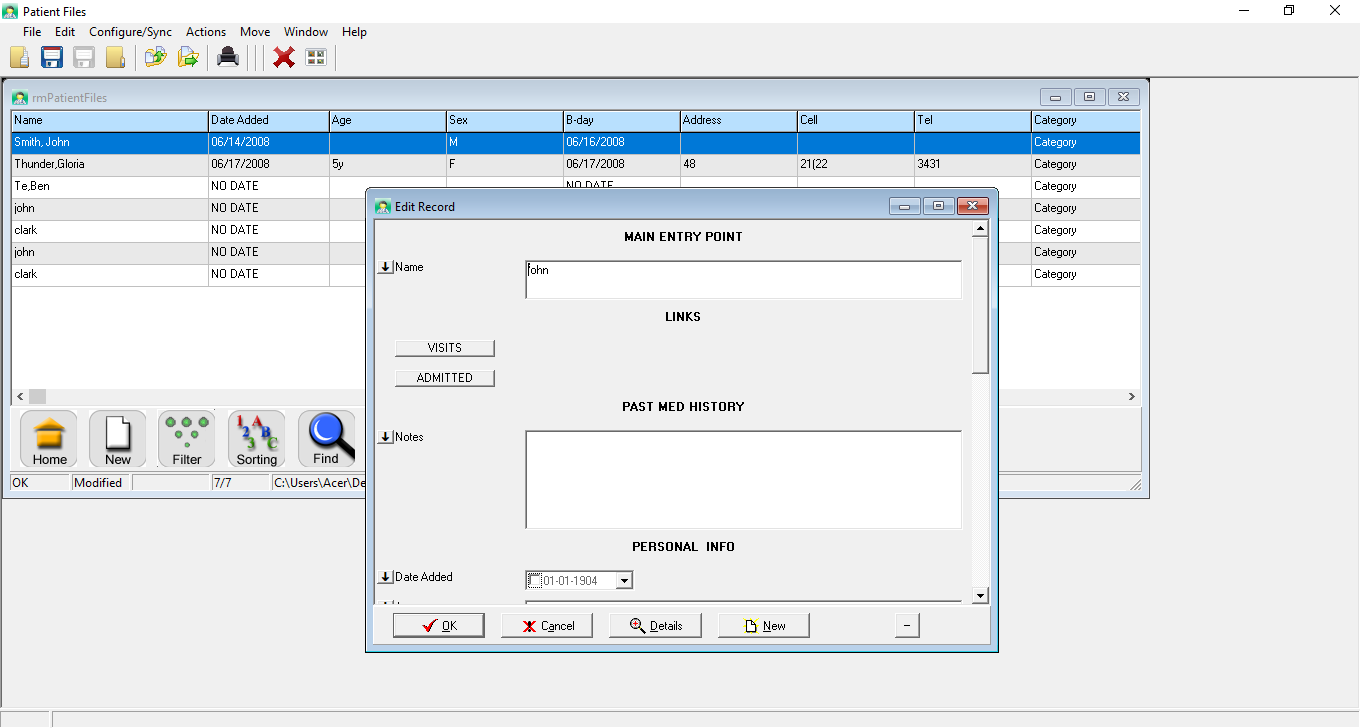 Patient Files
File Edit Configure/Sync Actions Move Window Help
rmPatientFiles
Name Date Added Age Sex B-day Address Cell Tel Category
Smith, John 06/14/2008 M 06/16/2008 Category
Thunder,Gloria 06/17/2008 5y F 06/17/2008 48 21(22 3431 Category
Te,Ben NO DATE NO DATE Category
john NO DATE Category
clark NO DATE Category
john NO DATE Category
clark NO DATE Category
Edit Record
MAIN ENTRY POINT
Name john
LINKS
VISITS
ADMITTED
PAST MED HISTORY
Notes
PERSONAL INFO
Date Added 01-01-1904
OK Cancel Details New –
Home New Filter Sorting Find
OK Modified 7/7 C:\Users\Acer\De